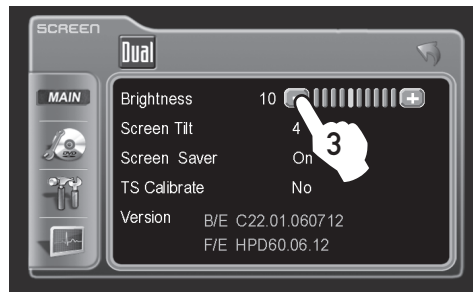 SCREEN
Dual
MAIN
Brightness 10 - +
Screen Tilt 4
3
Screen Saver On
TS Calibrate No
Version B/E C22.01.060712
F/E HPD60.06.12
DVD